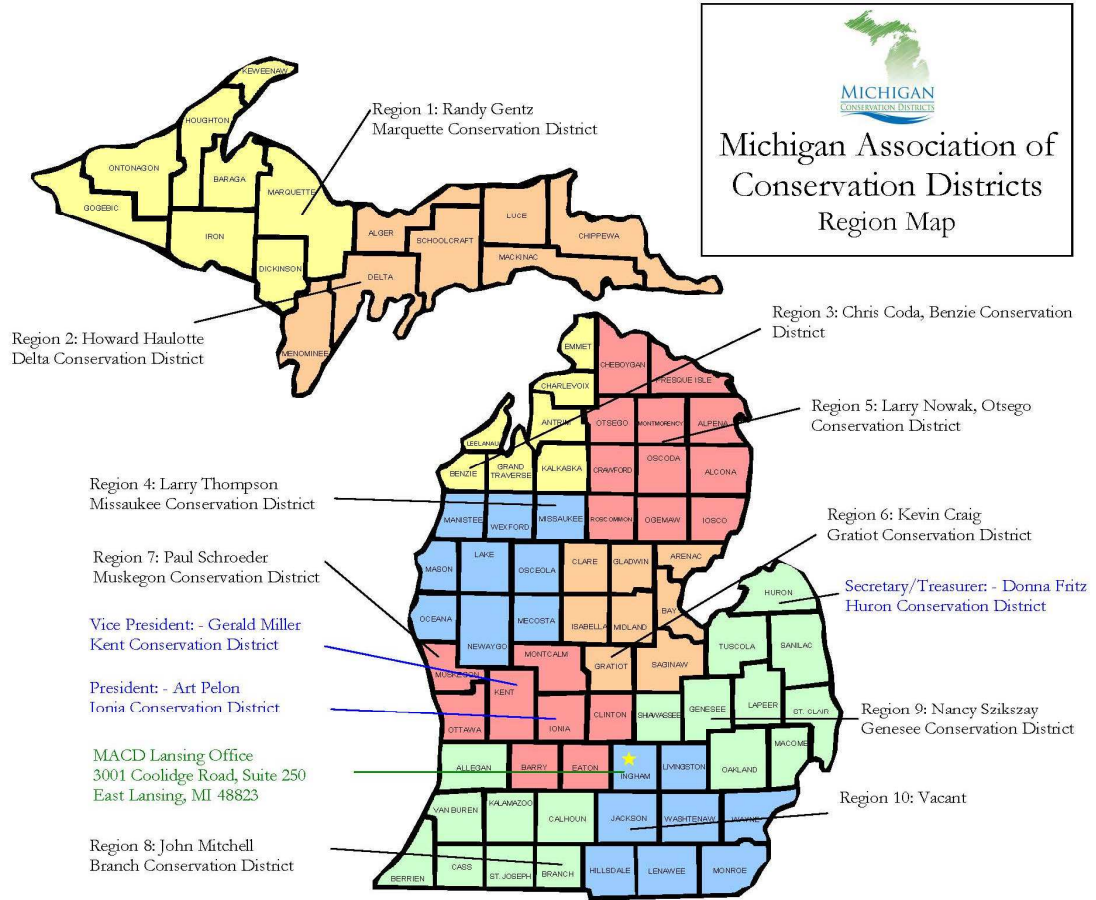 MICHIGAN
CONSERVATION DISTRICTS
Michigan Association of
Conservation Districts
Region Map
Region 1: Randy Gentz
Marquette Conservation District
Region 2: Howard Haulotte
Delta Conservation District
Region 3: Chris Coda, Benzie Conservation
District
Region 5: Larry Nowak, Otsego
Conservation District
Region 4: Larry Thompson
Missaukee Conservation District
Region 6: Kevin Craig
Gratiot Conservation District
Region 7: Paul Schroeder
Muskegon Conservation District
Secretary/Treasurer: - Donna Fritz
Huron Conservation District
Vice President: - Gerald Miller
Kent Conservation District
President: - Art Pelon
Ionia Conservation District
Region 9: Nancy Szikszay
Genesee Conservation District
MACD Lansing Office
3001 Coolidge Road, Suite 250
East Lansing, MI 48823
Region 10: Vacant
Region 8: John Mitchell
Branch Conservation District
KEWEENAW
HOUGHTON
ONTONAGON
BARAGA
MARQUETTE
GOGEBIC
IRON
DICKINSON
ALGER
SCHOOLCRAFT
LUCE
CHIPPEWA
MACKINAC
DELTA
MENOMINEE
EMMET
CHEBOYGAN
PRESQUE ISLE
CHARLEVOIX
ANTRIM
OTSEGO
MONTMORENCY
ALPENA
LEELANAU
BENZIE
GRAND
TRAVERSE
KALKASKA
CRAWFORD
OSCODA
ALCONA
MANISTEE
WEXFORD
MISSAUKEE
ROSCOMMON
OGEMAW
IOSCO
MASON
LAKE
OSCEOLA
CLARE
GLADWIN
ARENAC
OCEANA
NEWAYGO
MECOSTA
ISABELLA
MIDLAND
BAY
HURON
MUSKEGON
MONTCALM
GRATIOT
SAGINAW
TUSCOLA
SANILAC
KENT
OTTAWA
IONIA
CLINTON
SHIAWASSEE
GENESEE
LAPEER
ST. CLAIR
ALLEGAN
BARRY
EATON
INGHAM
LIVINGSTON
OAKLAND
MACOMB
VAN BUREN
KALAMAZOO
CALHOUN
JACKSON
WASHTENAW
WAYNE
BERRIEN
CASS
ST. JOSEPH
BRANCH
HILLSDALE
LENAWEE
MONROE